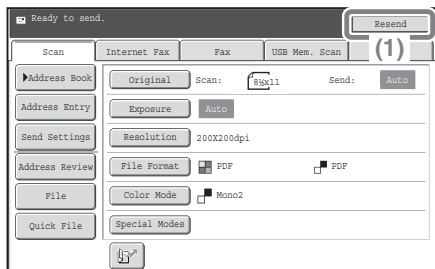 Ready to send.
Resend
(1)
Scan Internet Fax Fax USB Mem. Scan
Address Book Original Scan: 8½x11 Send: Auto
Address Entry Exposure Auto
Send Settings Resolution 200X200dpi
Address Review File Format PDF PDF
File Color Mode Mono2
Quick File Special Modes